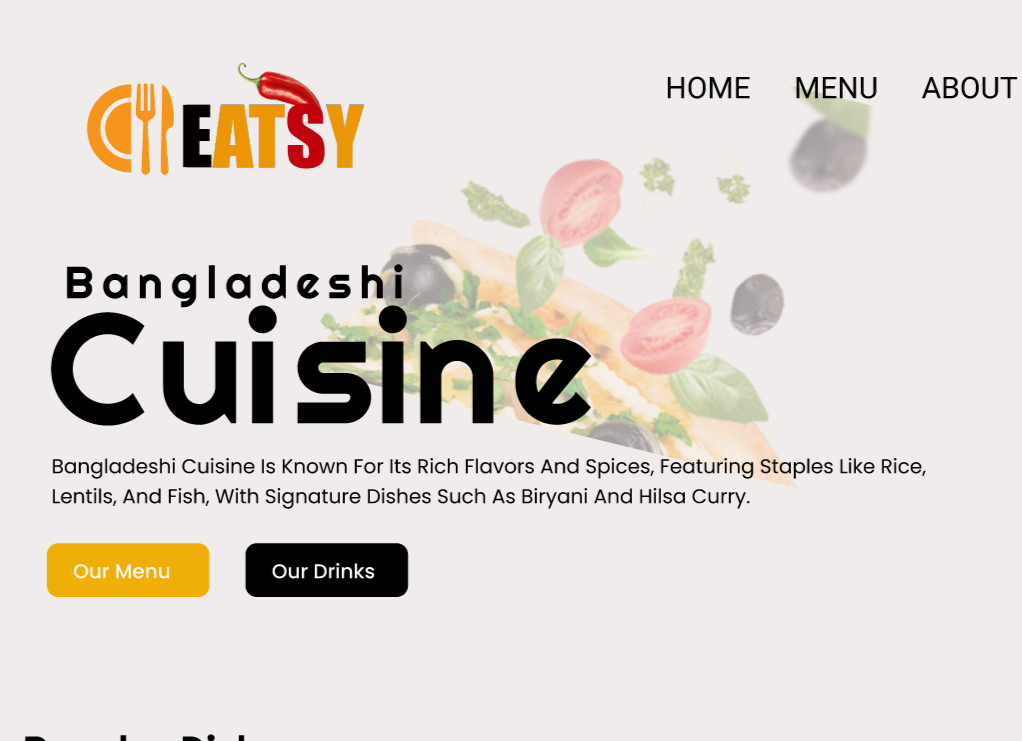 EATSY
HOME MENU ABOUT
Bangladeshi
Cuisine
Bangladeshi Cuisine Is Known For Its Rich Flavors And Spices, Featuring Staples Like Rice,
Lentils, And Fish, With Signature Dishes Such As Biryani And Hilsa Curry.
Our Menu Our Drinks